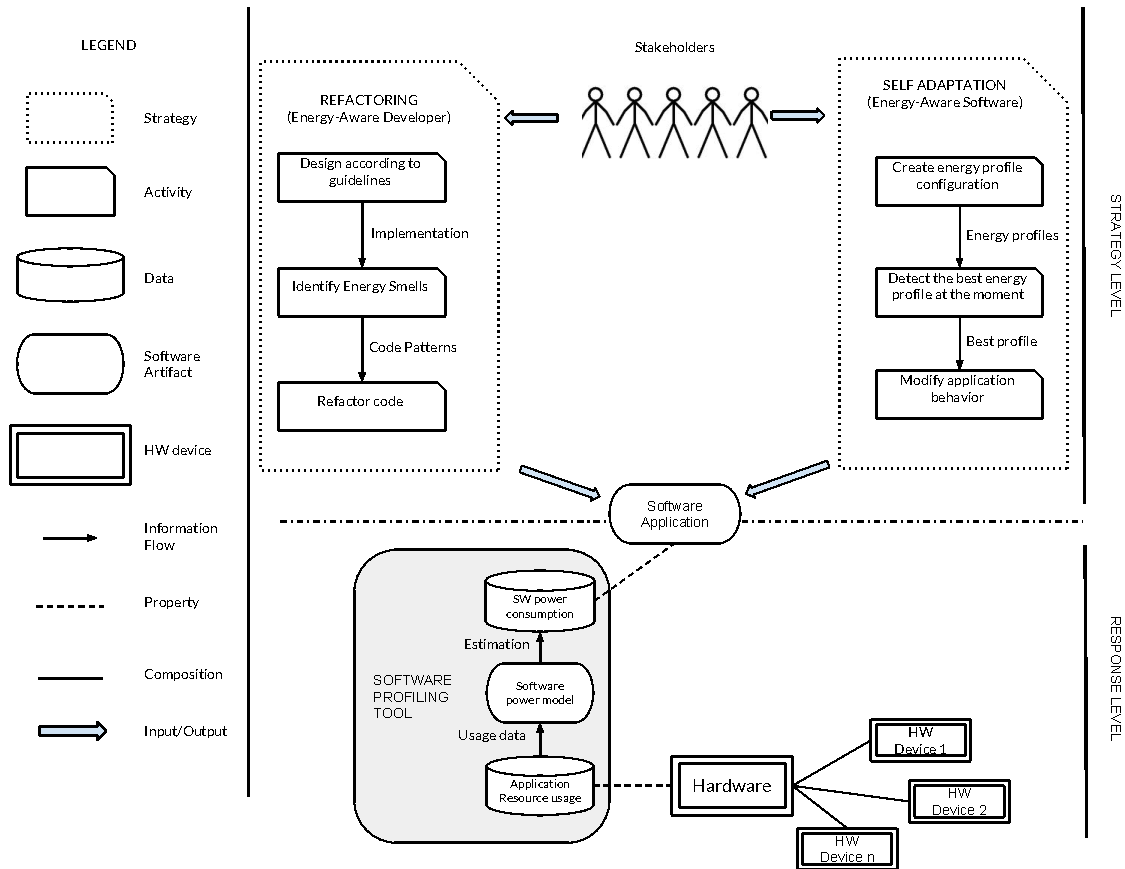 LEGEND
Strategy
Activity
Data
Software
Artifact
HW device
Information
Flow
Property
Composition
Input/Output
Stakeholders
REFACTORING
(Energy-Aware Developer)
Design according to
guidelines
Implementation
Identify Energy Smells
Code Patterns
Refactor code
SELF ADAPTATION
(Energy-Aware Software)
Create energy profile
configuration
Energy profiles
Detect the best energy
profile at the moment
Best profile
Modify application
behavior
STRATEGY LEVEL
Software
Application
SW power
consumption
Estimation
SOFTWARE
PROFILING
TOOL
Software
power model
Usage data
Application
Resource usage
Hardware
HW
Device 1
HW
Device 2
HW
Device n
RESPONSE LEVEL